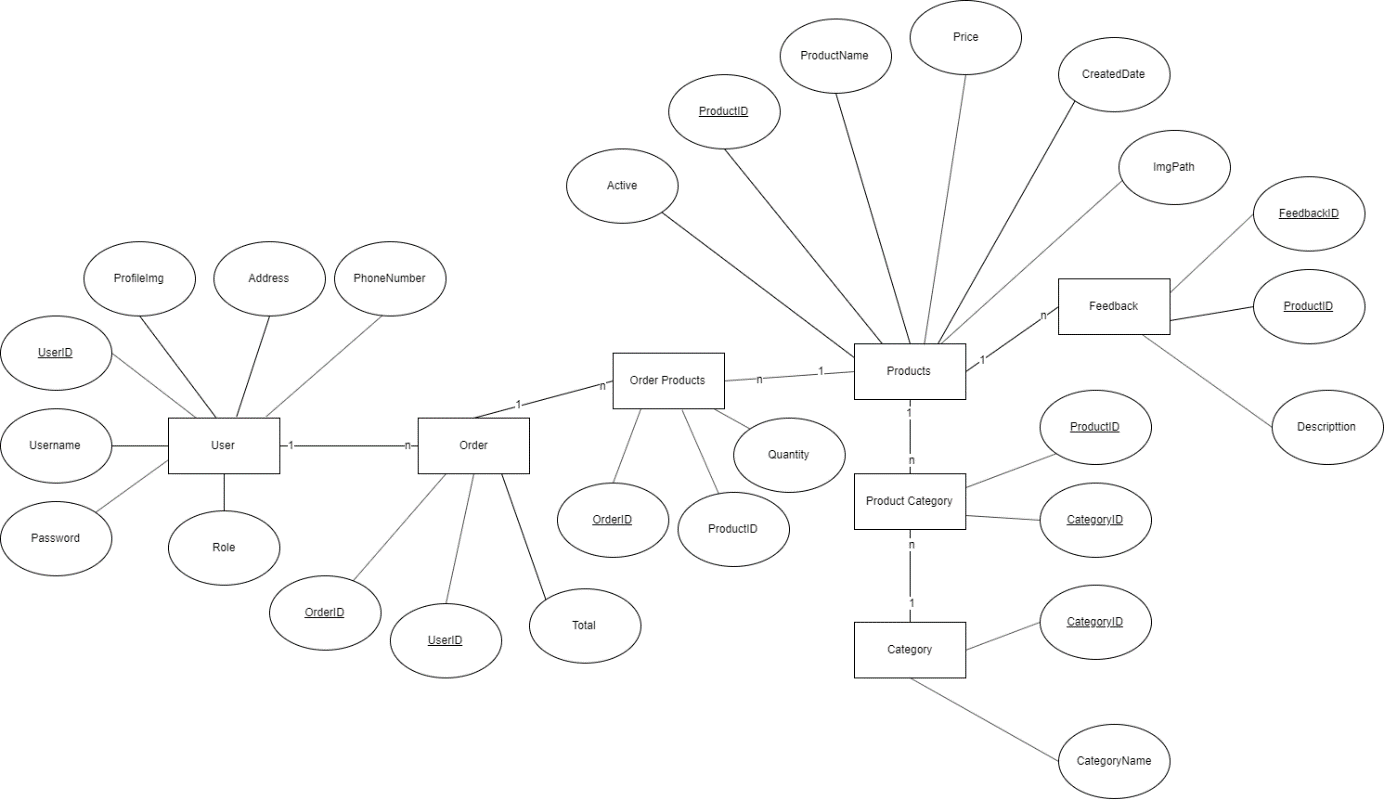 Price
ProductName
CreatedDate
ProductID
ImgPath
Active
FeedbackID
ProfileImg
Address
PhoneNumber
Feedback
ProductID
n
UserID
Order Products
n
1
Products
1
1
n
1
Descripttion
ProductID
Username
User
1
n
Order
Quantity
n
Product Category
CategoryID
OrderID
ProductID
Password
Role
n
1
OrderID
UserID
Total
CategoryID
Category
CategoryName